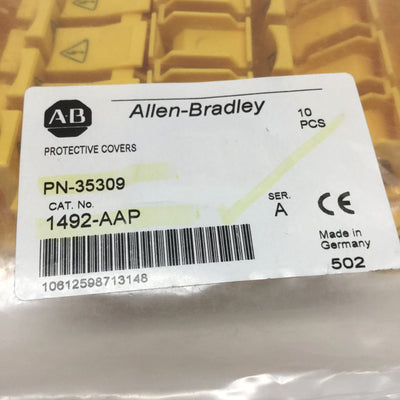 AB
Allen-Bradley
10
PCS
PROTECTIVE COVERS
PN-35309
CAT. No.
1492-AAP
SER.
A
CE
Made in
Germany
502
10612598713148